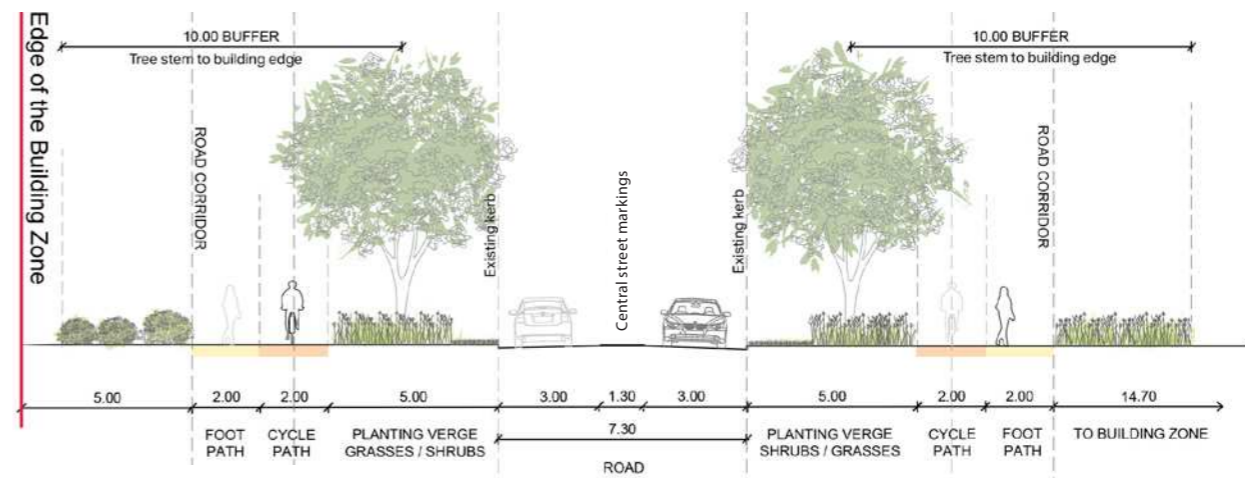 Edge of the Building Zone
10.00 BUFFER
Tree stem to building edge
ROAD CORRIDOR
Existing kerb
Central street markings
Existing kerb
10.00 BUFFER
Tree stem to building edge
ROAD CORRIDOR
5.00
2.00
2.00
5.00
3.00
1.30
3.00
5.00
2.00
2.00
14.70
FOOT
PATH
CYCLE
PATH
PLANTING VERGE
GRASSES / SHRUBS
7.30
ROAD
PLANTING VERGE
SHRUBS / GRASSES
CYCLE
PATH
FOOT
PATH
TO BUILDING ZONE